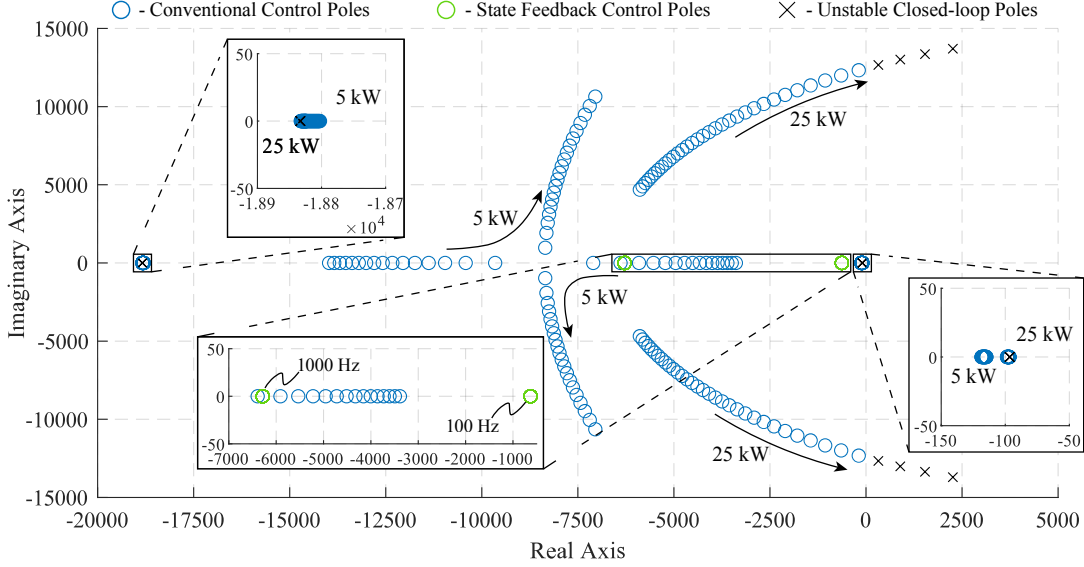 - Conventional Control Poles
- State Feedback Control Poles
- Unstable Closed-loop Poles
15000
10000
5000
0
-5000
-10000
-15000
Imaginary Axis
-20000 -17500 -15000 -12500 -10000 -7500 -5000 -2500 0 2500 5000
Real Axis
50
0
-50
5 kW
25 kW
-1.89 -1.88 -1.87
×10⁴
5 kW
25 kW
5 kW
25 kW
50
0
-50
1000 Hz
100 Hz
-7000 -6000 -5000 -4000 -3000 -2000 -1000
50
0
-50
25 kW
5 kW
-150 -100 -50